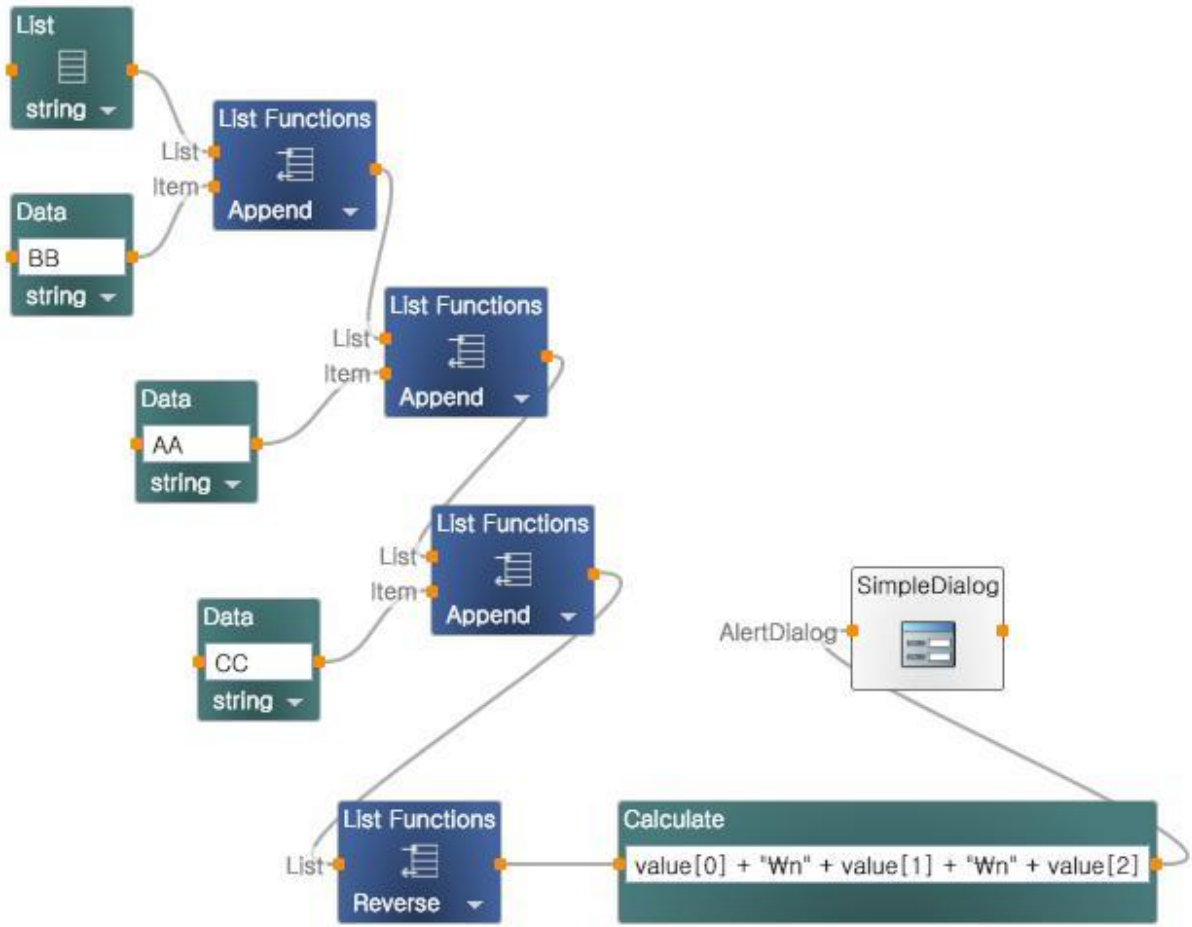 List
string
List Functions
List
Item
Append
Data
BB
string
List Functions
List
Item
Append
Data
AA
string
List Functions
List
Item
Append
Data
CC
string
SimpleDialog
AlertDialog
List Functions
List
Reverse
Calculate
value[0] + "₩n" + value[1] + "₩n" + value[2]